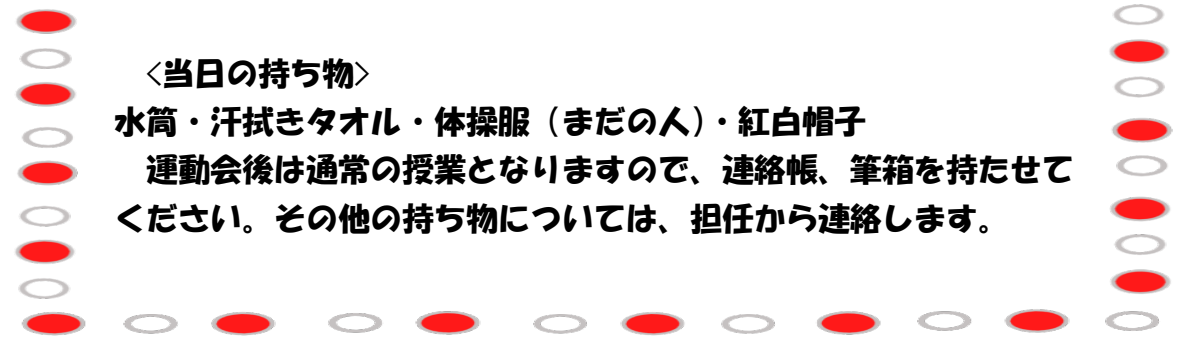 <当日の持ち物>
水筒・汗拭きタオル・体操服（まだの人）・紅白帽子
運動会後は通常の授業となりますので、連絡帳、筆箱を持たせて
ください。その他の持ち物については、担任から連絡します。